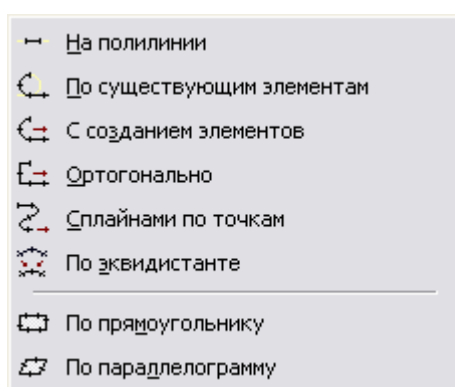 На полилинии
По существующим элементам
С созданием элементов
Ортогонально
Сплайнами по точкам
По эквидистанте
По прямоугольнику
По параллелограмму